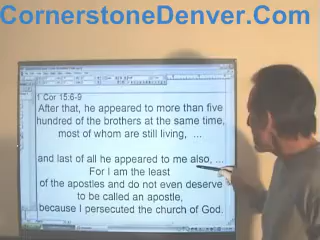 CornerstoneDenver.Com
1 Cor 15:6-9
After that, he appeared to more than five
hundred of the brothers at the same time,
most of whom are still living, ...
and last of all he appeared to me also, ...
For I am the least
of the apostles and do not even deserve
to be called an apostle,
because I persecuted the church of God.